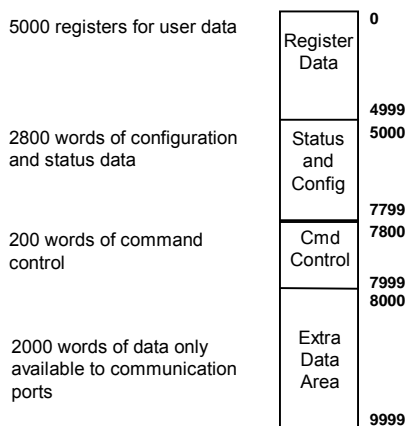 5000 registers for user data
Register
Data
0
4999
2800 words of configuration
and status data
Status
and
Config
5000
7799
200 words of command
control
Cmd
Control
7800
7999
2000 words of data only
available to communication
ports
Extra
Data
Area
8000
9999